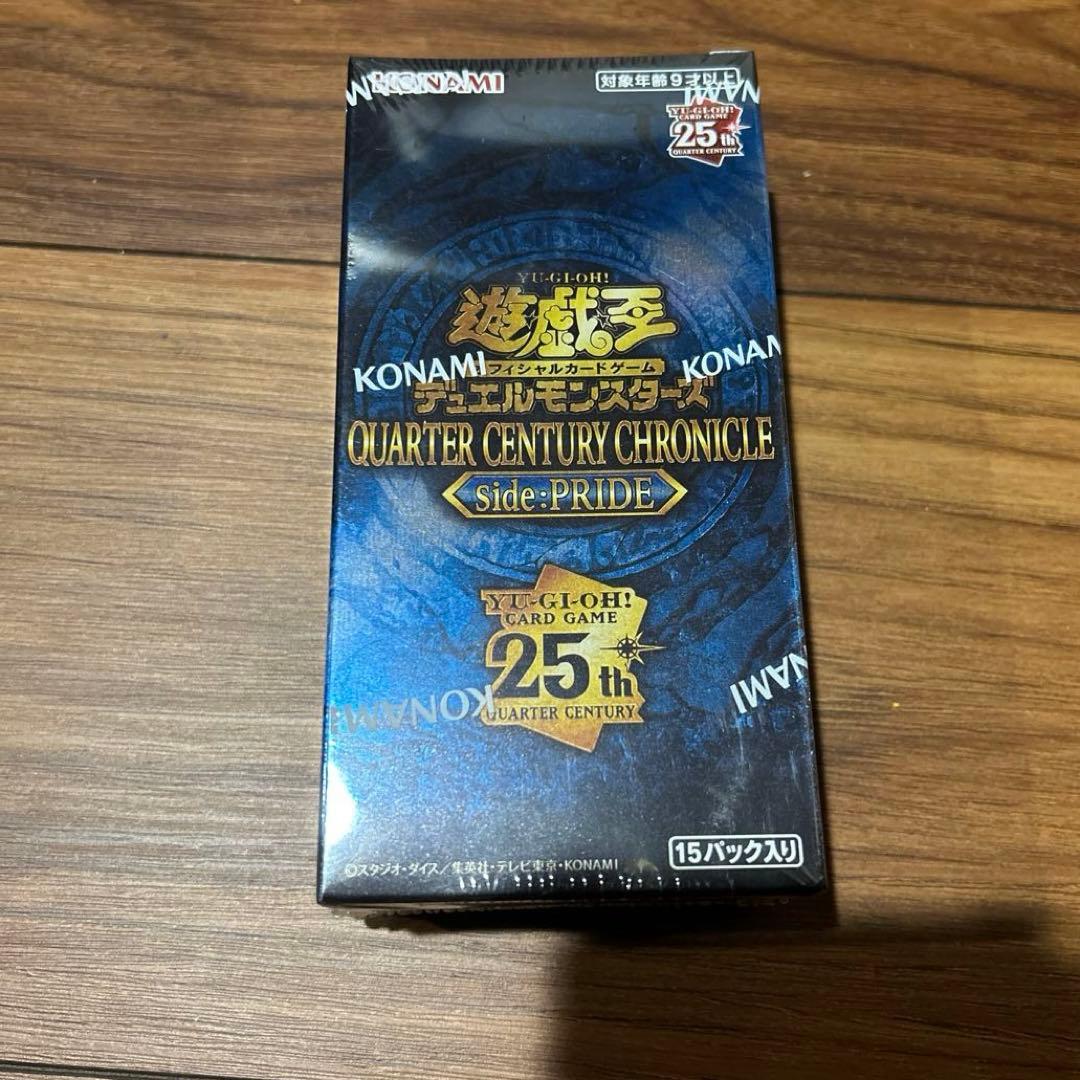 KONAMI
対象年齢9才以上
YU-GI-OH!
CARD GAME
25th
QUARTER CENTURY
YU-GI-OH!
遊戯王
フィシャルカードゲーム
KONAMI
KONAM
デュエルモンスターズ
QUARTER CENTURY CHRONICLE
side:PRIDE
YU-GI-OH!
CARD GAME
25th
QUARTER CENTURY
KONAMI
NAMI
15パック入り
©スタジオ・ダイス/集英社・テレビ東京・KONAMI